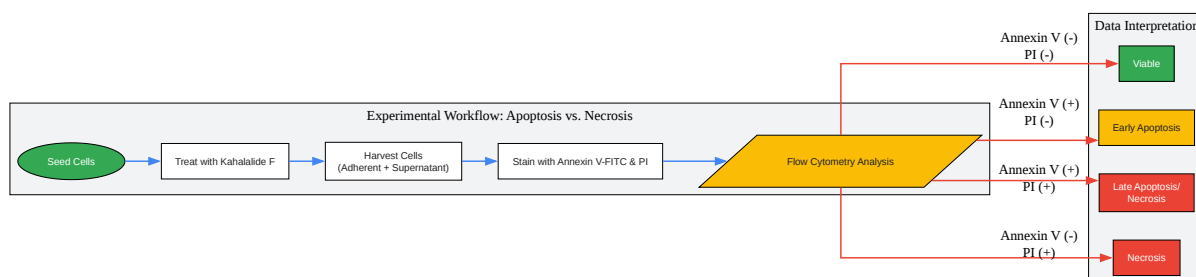 Experimental Workflow: Apoptosis vs. Necrosis
Seed Cells
Treat with Kahalalide F
Harvest Cells
(Adherent + Supernatant)
Stain with Annexin V-FITC & PI
Flow Cytometry Analysis
Annexin V (-)
PI (-)
Annexin V (+)
PI (-)
Annexin V (+)
PI (+)
Annexin V (-)
PI (+)
Data Interpretation
Viable
Early Apoptosis
Late Apoptosis/
Necrosis
Necrosis